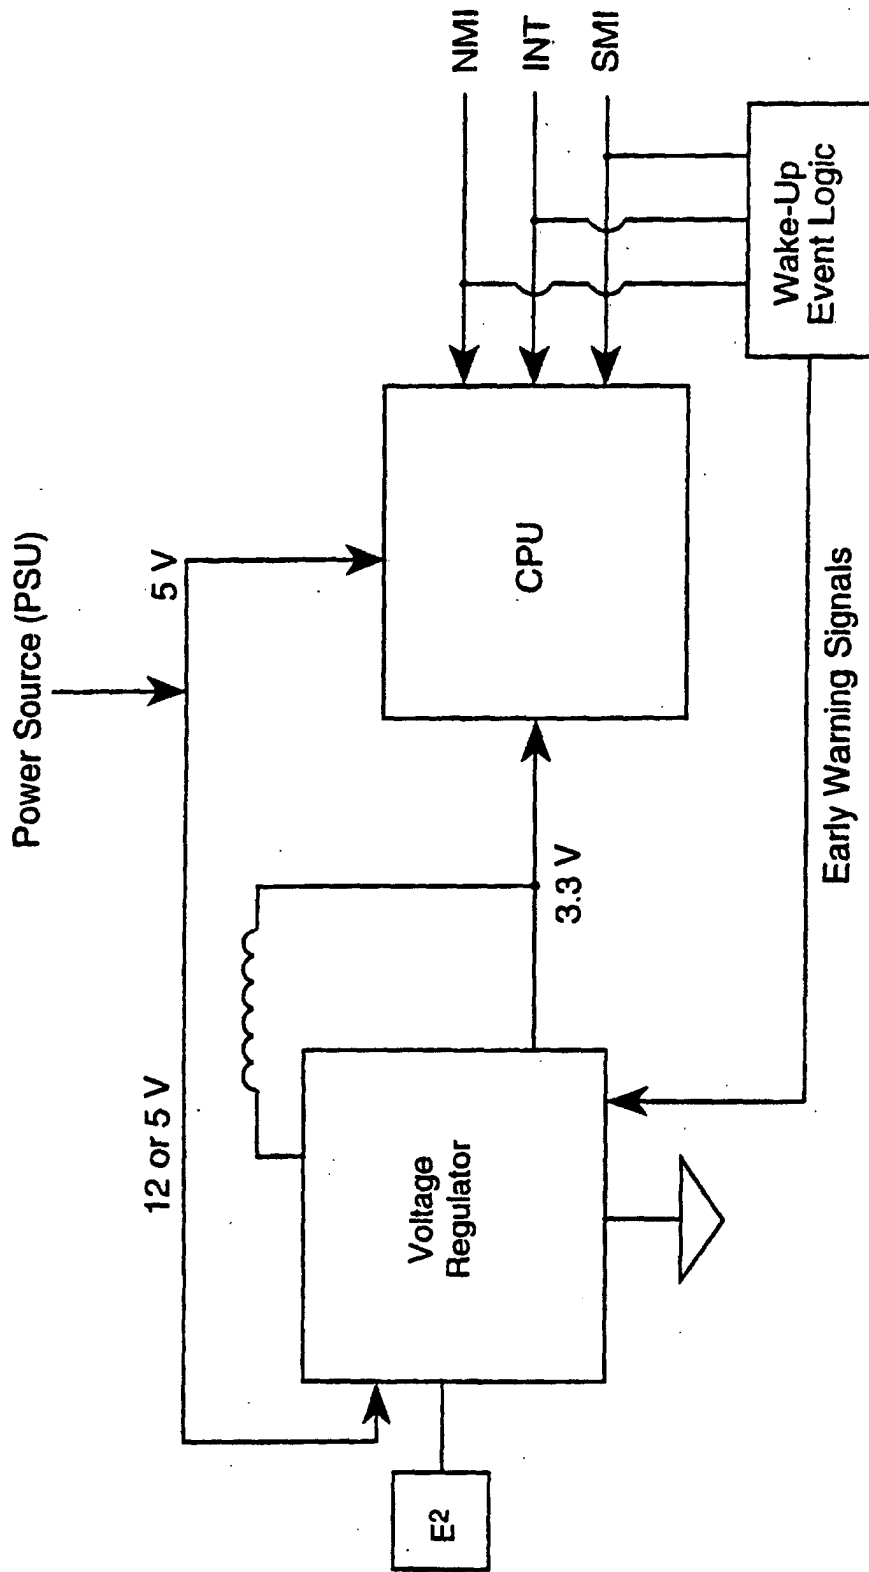 Power Source (PSU)
12 or 5 V
5 V
NMI
INT
SMI
E²
Voltage
Regulator
3.3 V
CPU
Wake-Up
Event Logic
Early Warning Signals